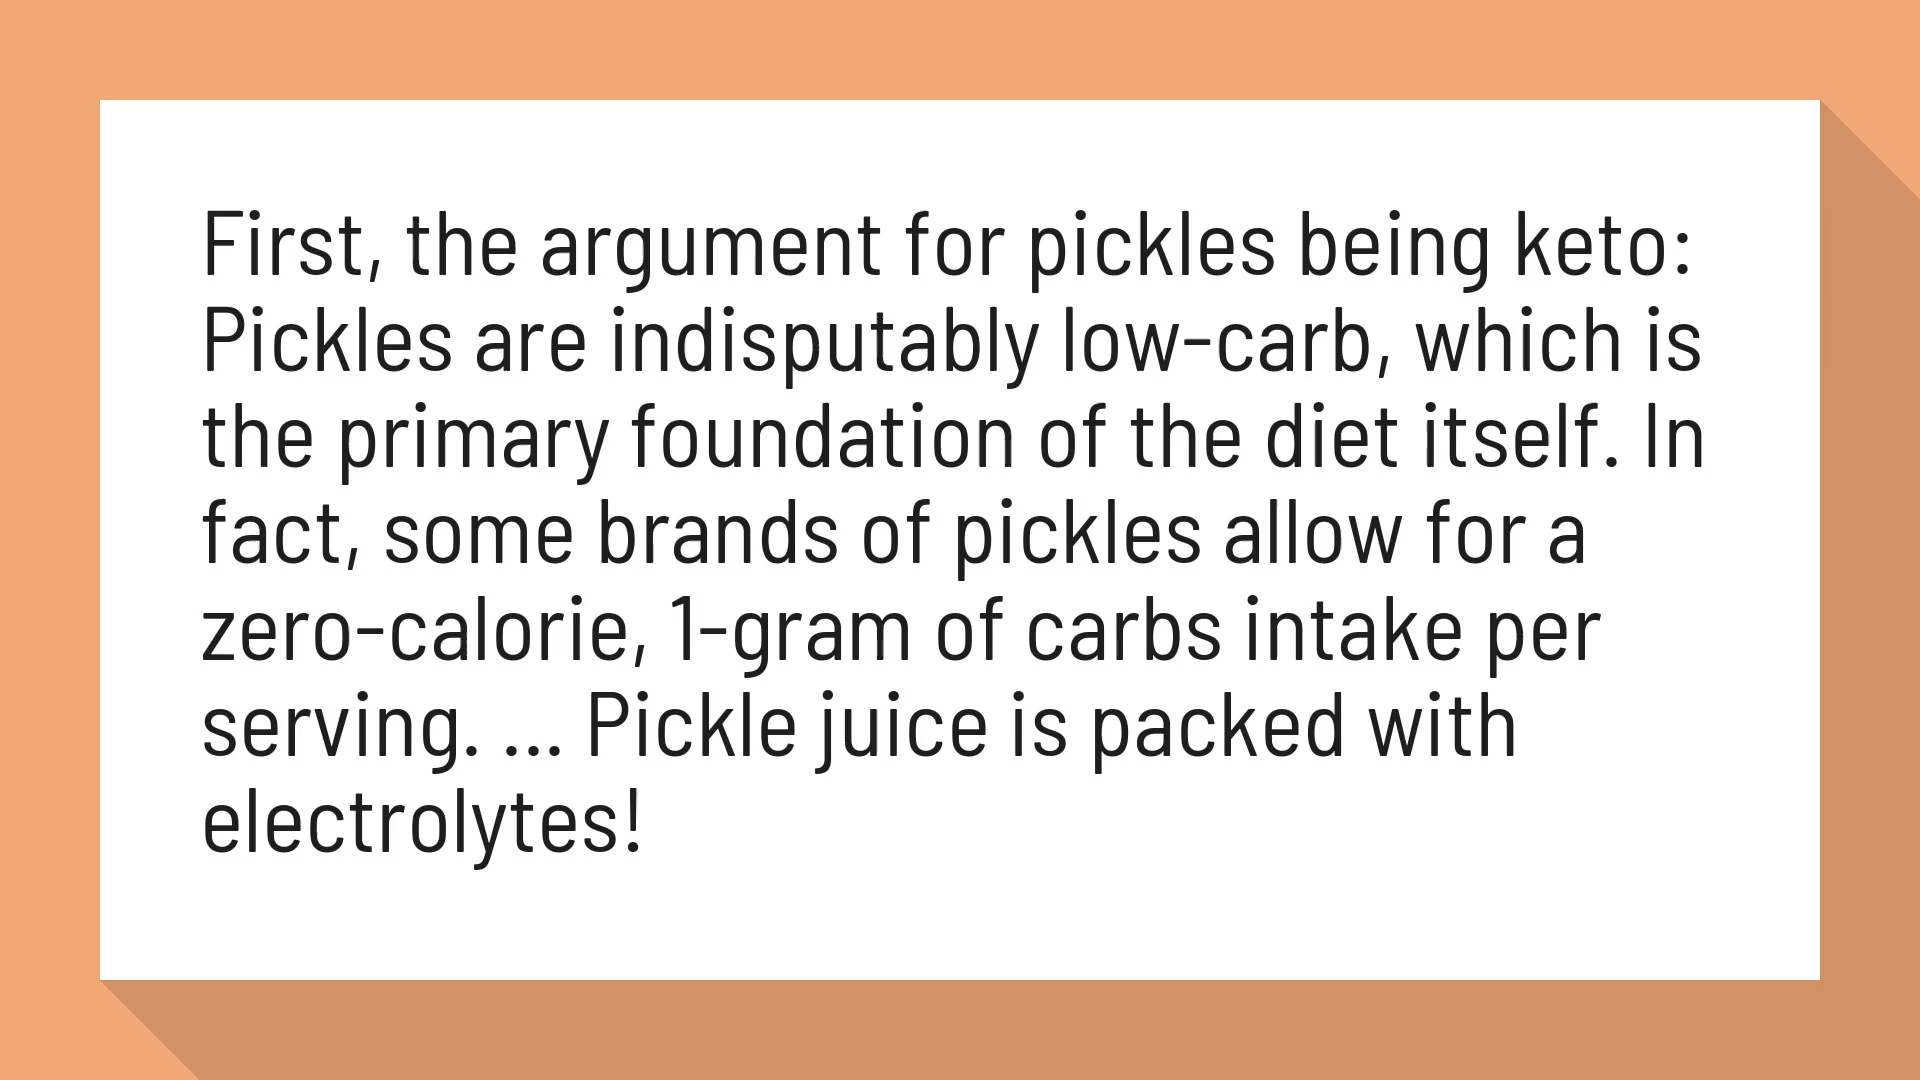 First, the argument for pickles being keto:
Pickles are indisputably low-carb, which is
the primary foundation of the diet itself. In
fact, some brands of pickles allow for a
zero-calorie, 1-gram of carbs intake per
serving. ... Pickle juice is packed with
electrolytes!